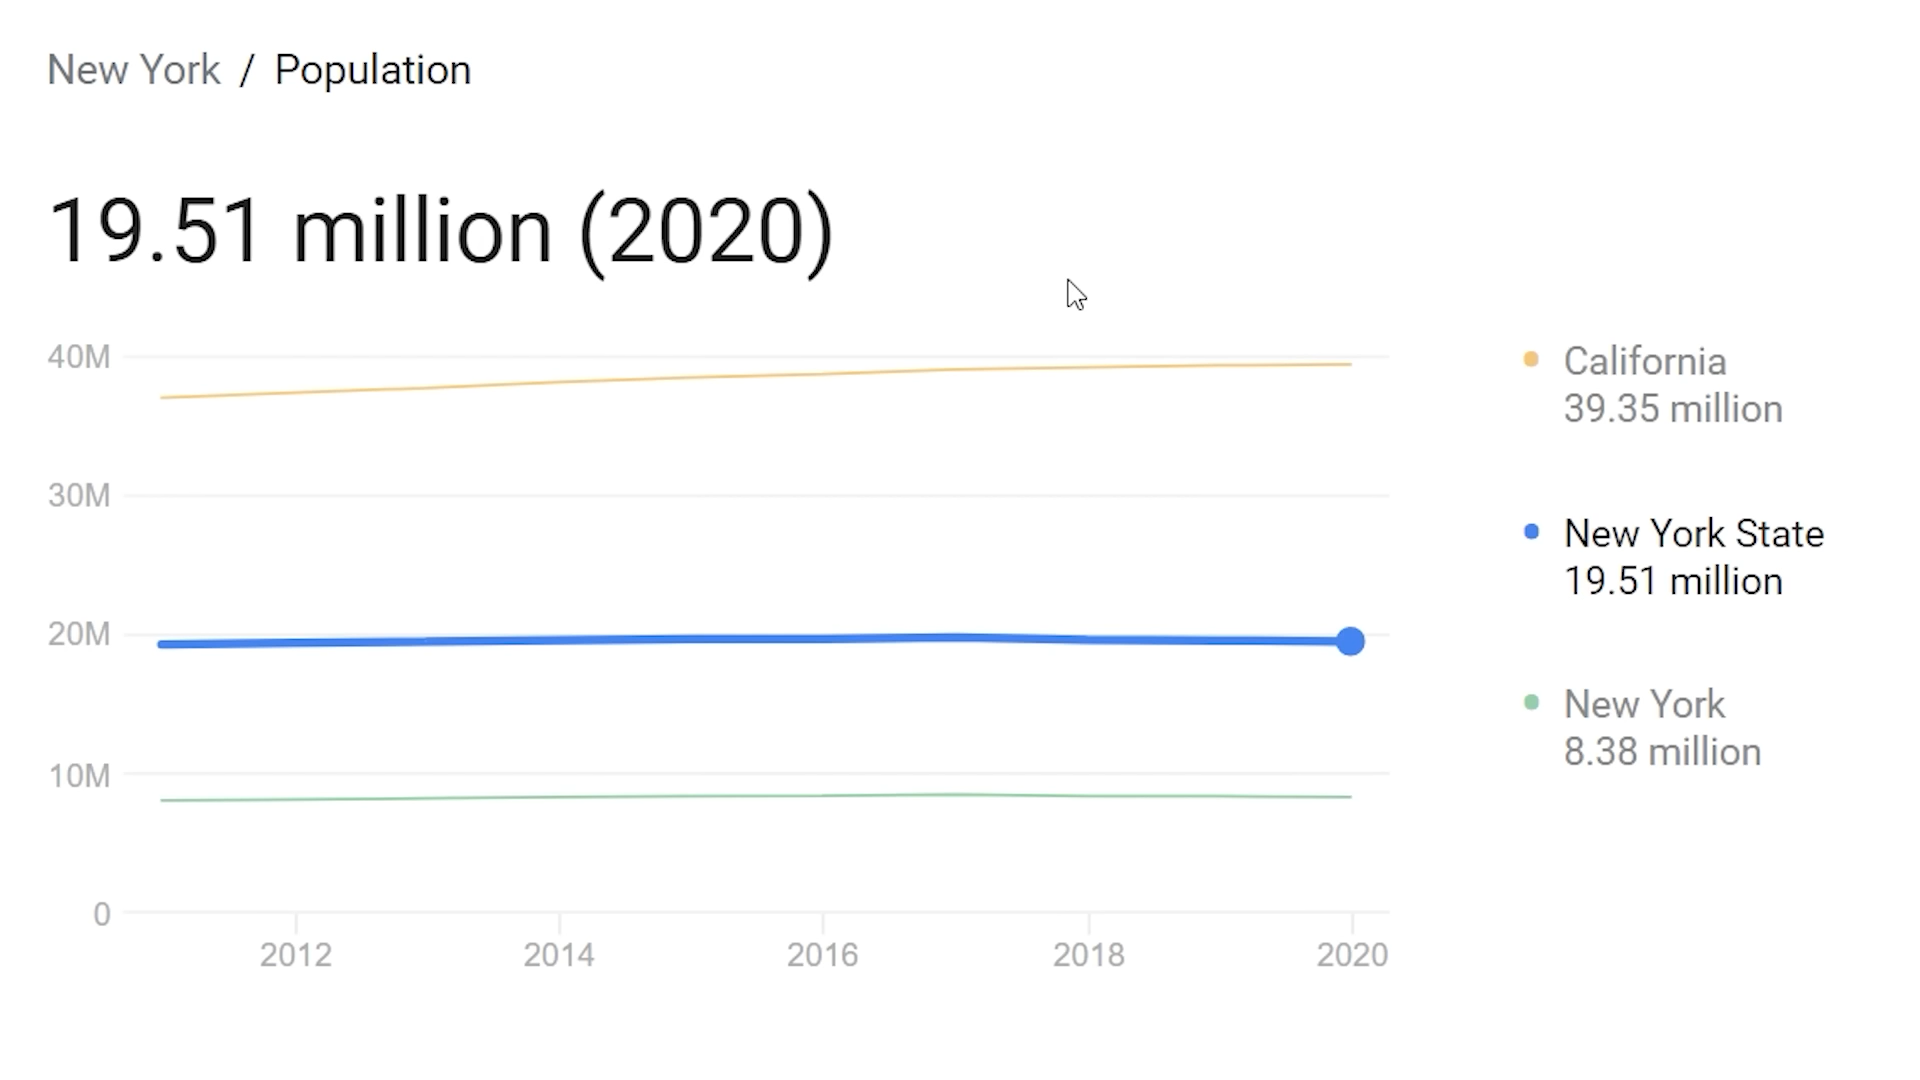 New York / Population
19.51 million (2020)
40M
30M
20M
10M
0
2012 2014 2016 2018 2020
California
39.35 million
New York State
19.51 million
New York
8.38 million